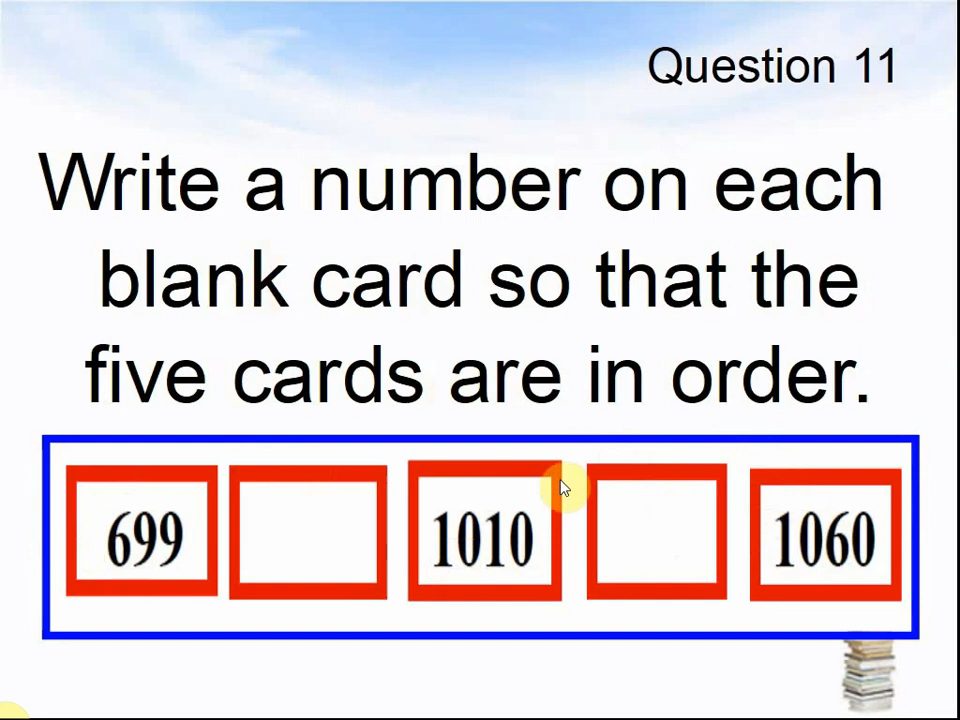 Question 11
Write a number on each
blank card so that the
five cards are in order.
699 1010 1060